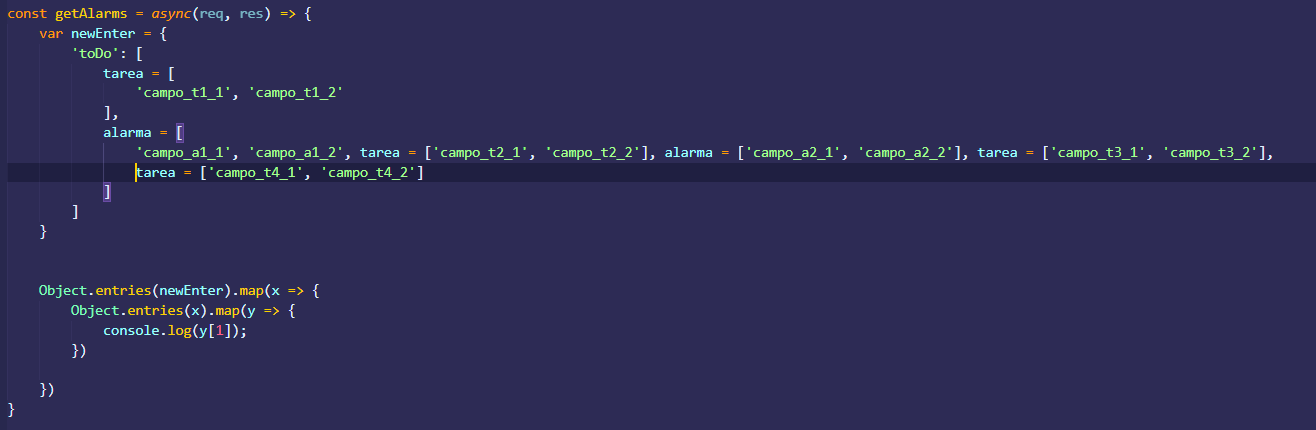 const getAlarms = async(req, res) => {
var newEnter = {
'toDo': [
tarea = [
'campo_t1_1', 'campo_t1_2'
],
alarma = [
'campo_a1_1', 'campo_a1_2', tarea = ['campo_t2_1', 'campo_t2_2'], alarma = ['campo_a2_1', 'campo_a2_2'], tarea = ['campo_t3_1', 'campo_t3_2'],
tarea = ['campo_t4_1', 'campo_t4_2']
]
]
}
Object.entries(newEnter).map(x => {
Object.entries(x).map(y => {
console.log(y[1]);
})
})
}